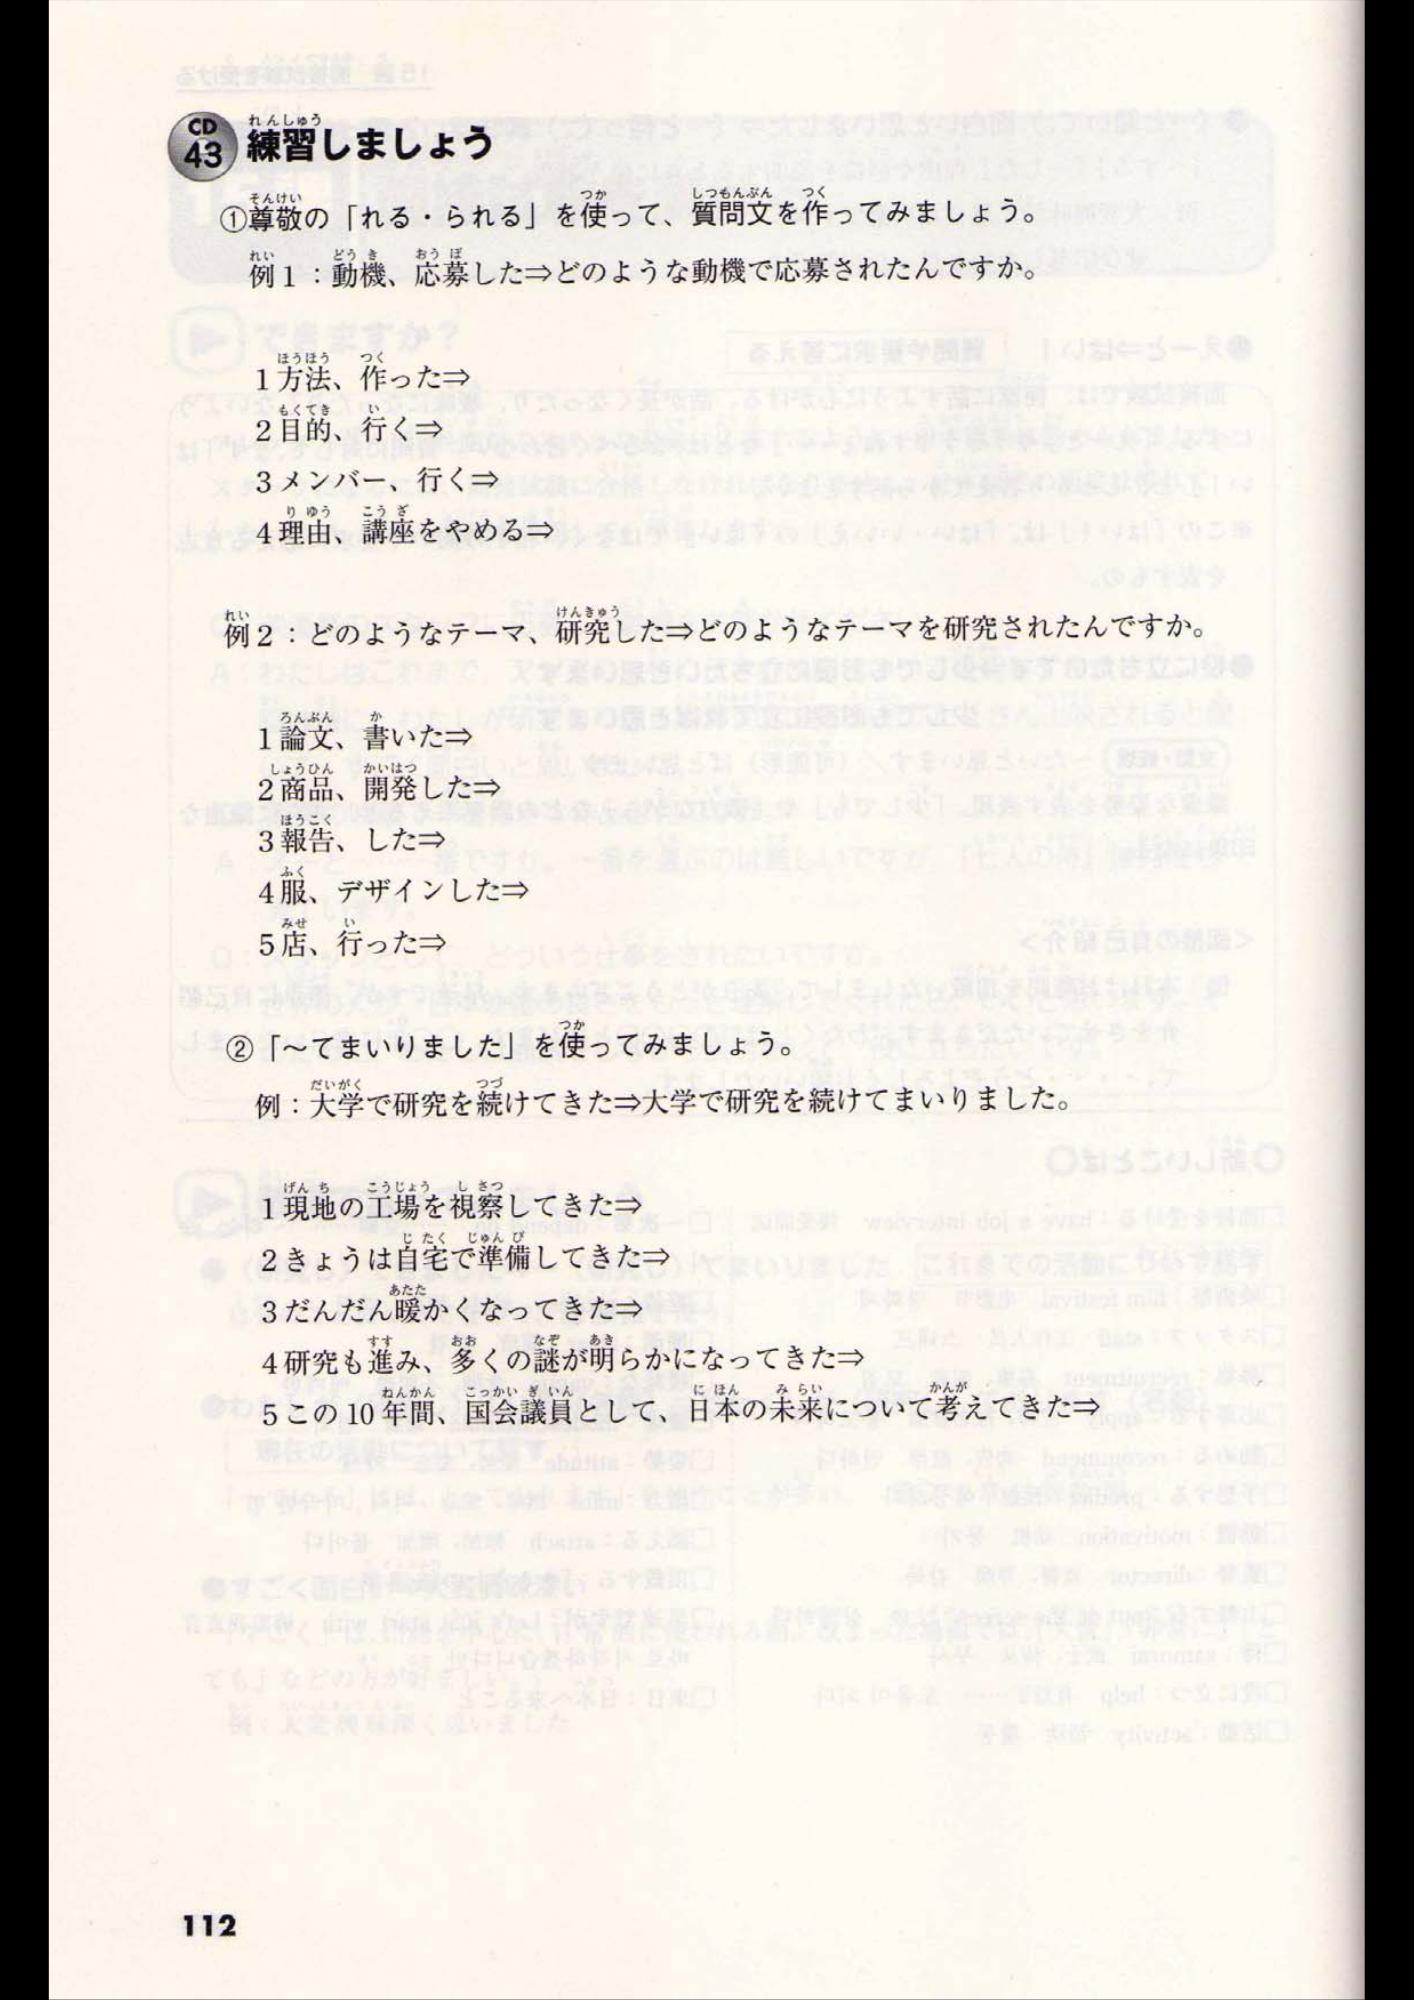 CD 43 練習しましょう
①尊敬の「れる・られる」を使って、質問文を作ってみましょう。
例1：動機、応募した⇒どのような動機で応募されたんですか。
1方法、作った⇒
2目的、行く⇒
3メンバー、行く⇒
4理由、講座をやめる⇒
例2：どのようなテーマ、研究した⇒どのようなテーマを研究されたんですか。
1論文、書いた⇒
2商品、開発した⇒
3報告、した⇒
4服、デザインした⇒
5店、行った⇒
②「～てまいりました」を使ってみましょう。
例：大学で研究を続けてきた⇒大学で研究を続けてまいりました。
1現地の工場を視察してきた⇒
2きょうは自宅で準備してきた⇒
3だんだん暖かくなってきた⇒
4研究も進み、多くの謎が明らかになってきた⇒
5この10年間、国会議員として、日本の未来について考えてきた⇒
112